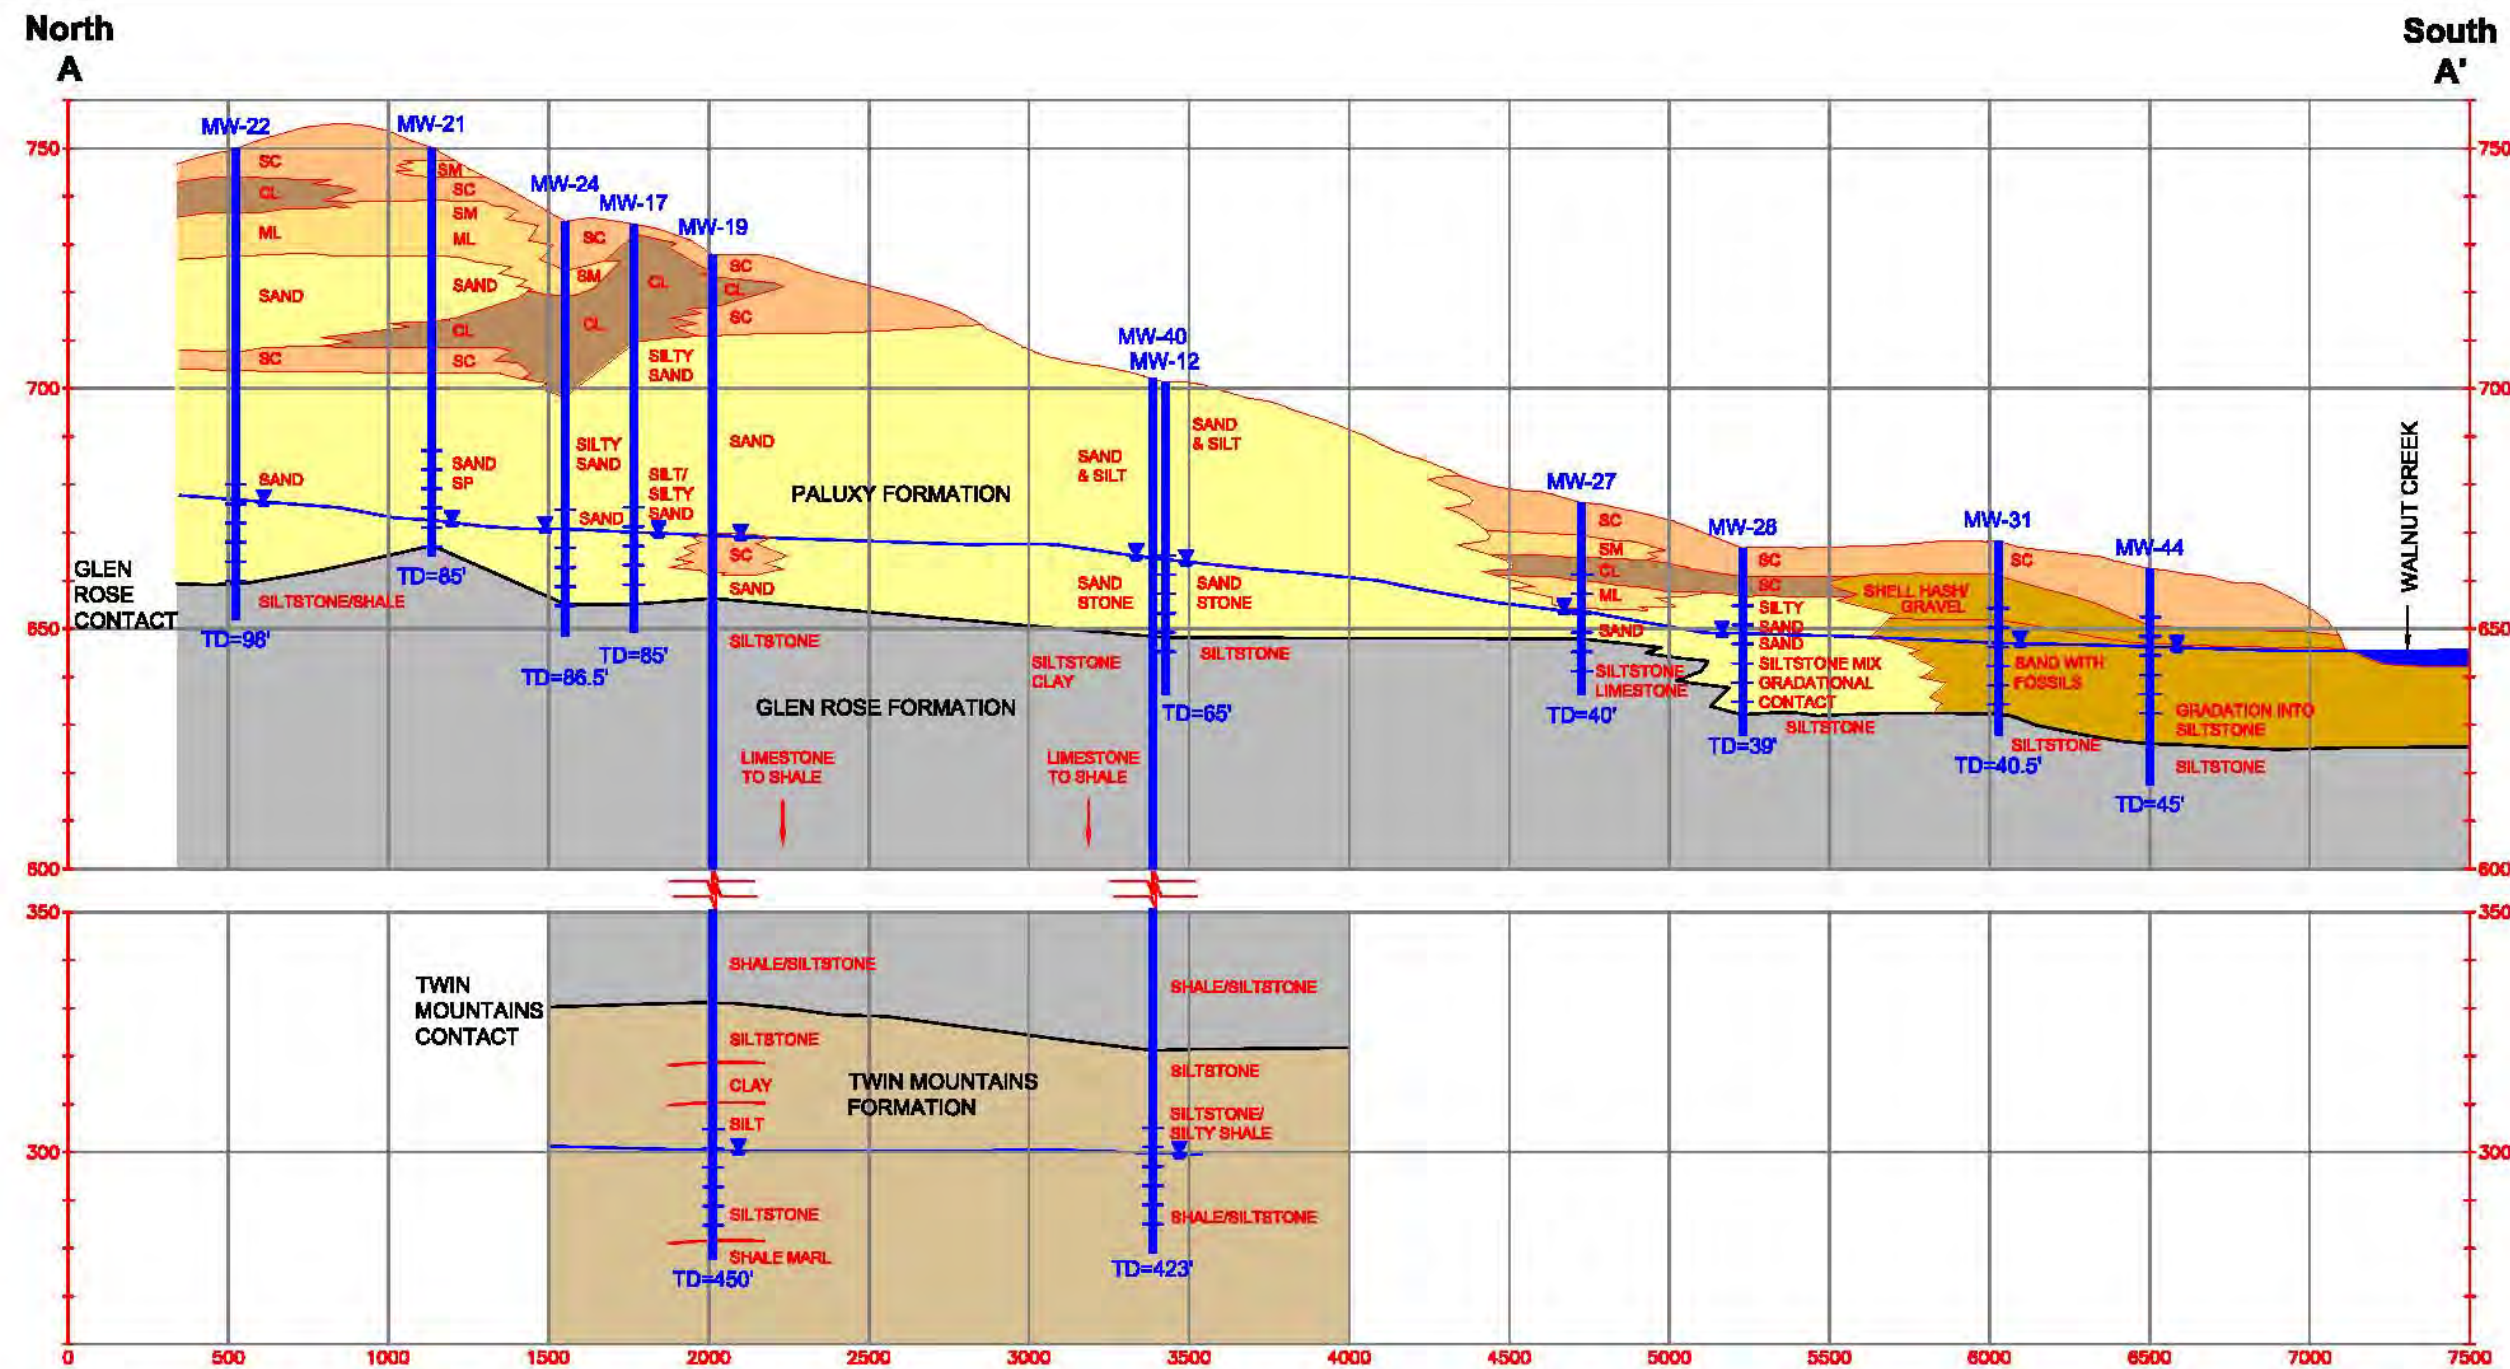 North
A
South
A'
MW-22
MW-21
MW-24
MW-17
MW-19
MW-40
MW-12
MW-27
MW-28
MW-31
MW-44
750
700
650
600
750
700
650
600
SC
CL
ML
SAND
SC
SAND
SILTSTONE/SHALE
TD=98'
SM
SC
SM
ML
SAND
CL
SC
SAND
SP
TD=85'
SC
SM
CL
SILTY
SAND
SAND
TD=86.5'
CL
SILTY
SAND
SILT/
SILTY
SAND
TD=85'
SC
CL
SC
SAND
SC
SAND
SILTSTONE
LIMESTONE
TO SHALE
PALUXY FORMATION
GLEN ROSE FORMATION
GLEN
ROSE
CONTACT
SAND
& SILT
SAND
STONE
SILTSTONE
CLAY
LIMESTONE
TO SHALE
SAND
& SILT
SAND
STONE
SILTSTONE
TD=65'
SC
SM
CL
ML
SAND
SILTSTONE
LIMESTONE
TD=40'
SC
SC
SILTY
SAND
SAND
SILTSTONE MIX
GRADATIONAL
CONTACT
SILTSTONE
TD=39'
SC
SHELL HASH/
GRAVEL
SAND WITH
FOSSILS
SILTSTONE
TD=40.5'
GRADATION INTO
SILTSTONE
SILTSTONE
TD=45'
WALNUT CREEK
350
300
350
300
TWIN
MOUNTAINS
CONTACT
SHALE/SILTSTONE
SILTSTONE
CLAY
SILT
SILTSTONE
SHALE MARL
TD=450'
TWIN MOUNTAINS
FORMATION
SHALE/SILTSTONE
SILTSTONE
SILTSTONE/
SILTY SHALE
SHALE/SILTSTONE
TD=423'
0
500
1000
1500
2000
2500
3000
3500
4000
4500
5000
5500
6000
6500
7000
7500